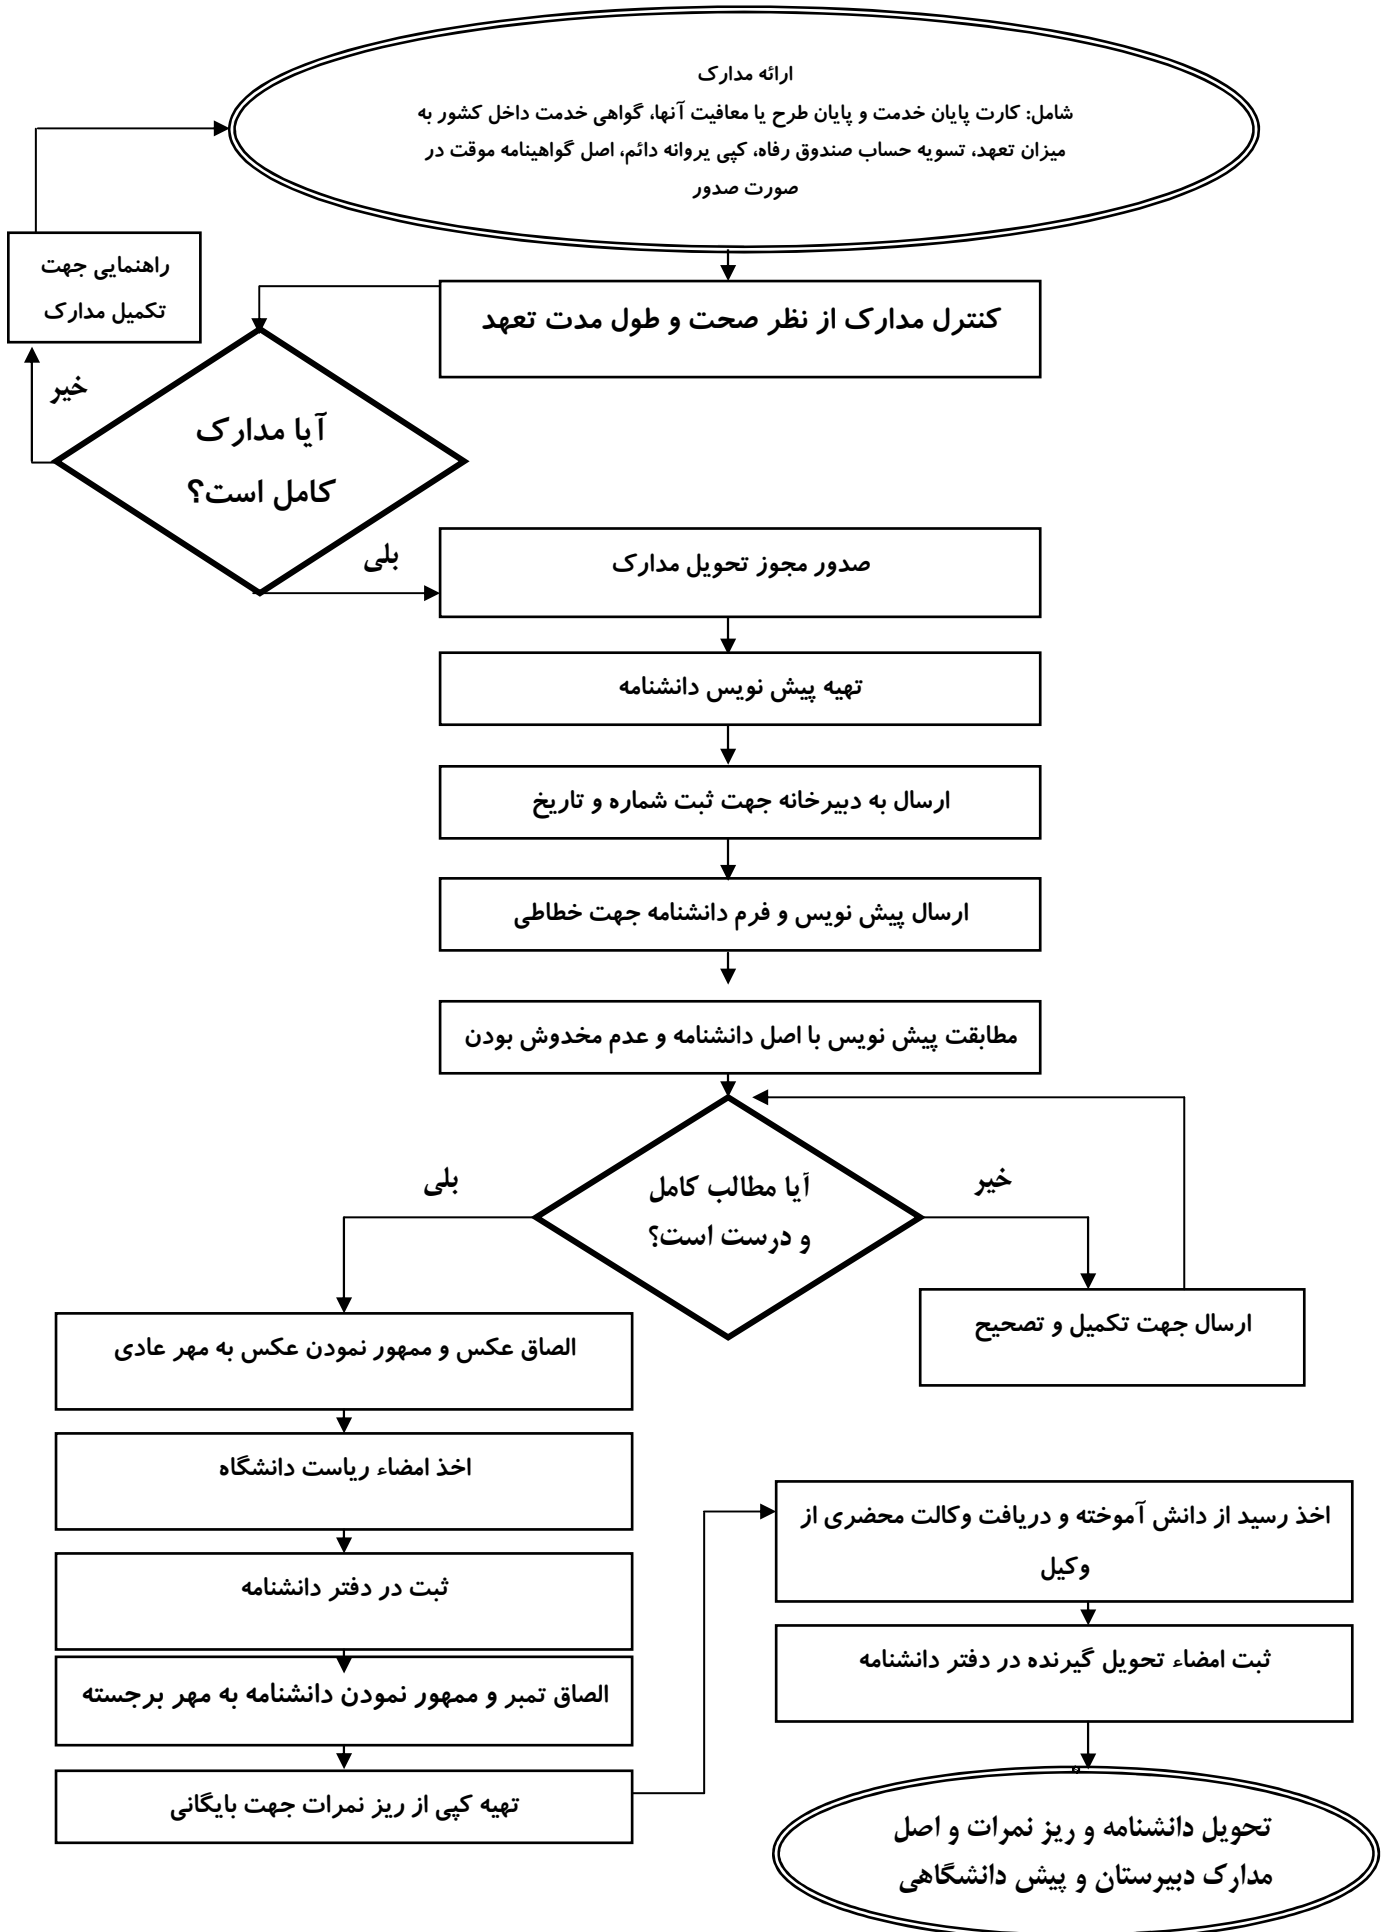 ارائه مدارک
شامل: کارت پایان خدمت و پایان طرح یا معافیت آنها، گواهی خدمت داخل کشور به
میزان تعهد، تسویه حساب صندوق رفاه، کپی پروانه دائم، اصل گواهینامه موقت در
صورت صدور
راهنمایی جهت
تکمیل مدارک
کنترل مدارک از نظر صحت و طول مدت تعهد
خیر
آیا مدارک
کامل است؟
بلی
صدور مجوز تحویل مدارک
تهیه پیش نویس دانشنامه
ارسال به دبیرخانه جهت ثبت شماره و تاریخ
ارسال پیش نویس و فرم دانشنامه جهت خطاطی
مطابقت پیش نویس با اصل دانشنامه و عدم مخدوش بودن
خیر
بلی
آیا مطالب کامل
و درست است؟
ارسال جهت تکمیل و تصحیح
الصاق عکس و ممهور نمودن عکس به مهر عادی
اخذ امضاء ریاست دانشگاه
ثبت در دفتر دانشنامه
الصاق تمبر و ممهور نمودن دانشنامه به مهر برجسته
تهیه کپی از ریز نمرات جهت بایگانی
اخذ رسید از دانش آموخته و دریافت وکالت محضری از
وکیل
ثبت امضاء تحویل گیرنده در دفتر دانشنامه
تحویل دانشنامه و ریز نمرات و اصل
مدارک دبیرستان و پیش دانشگاهی